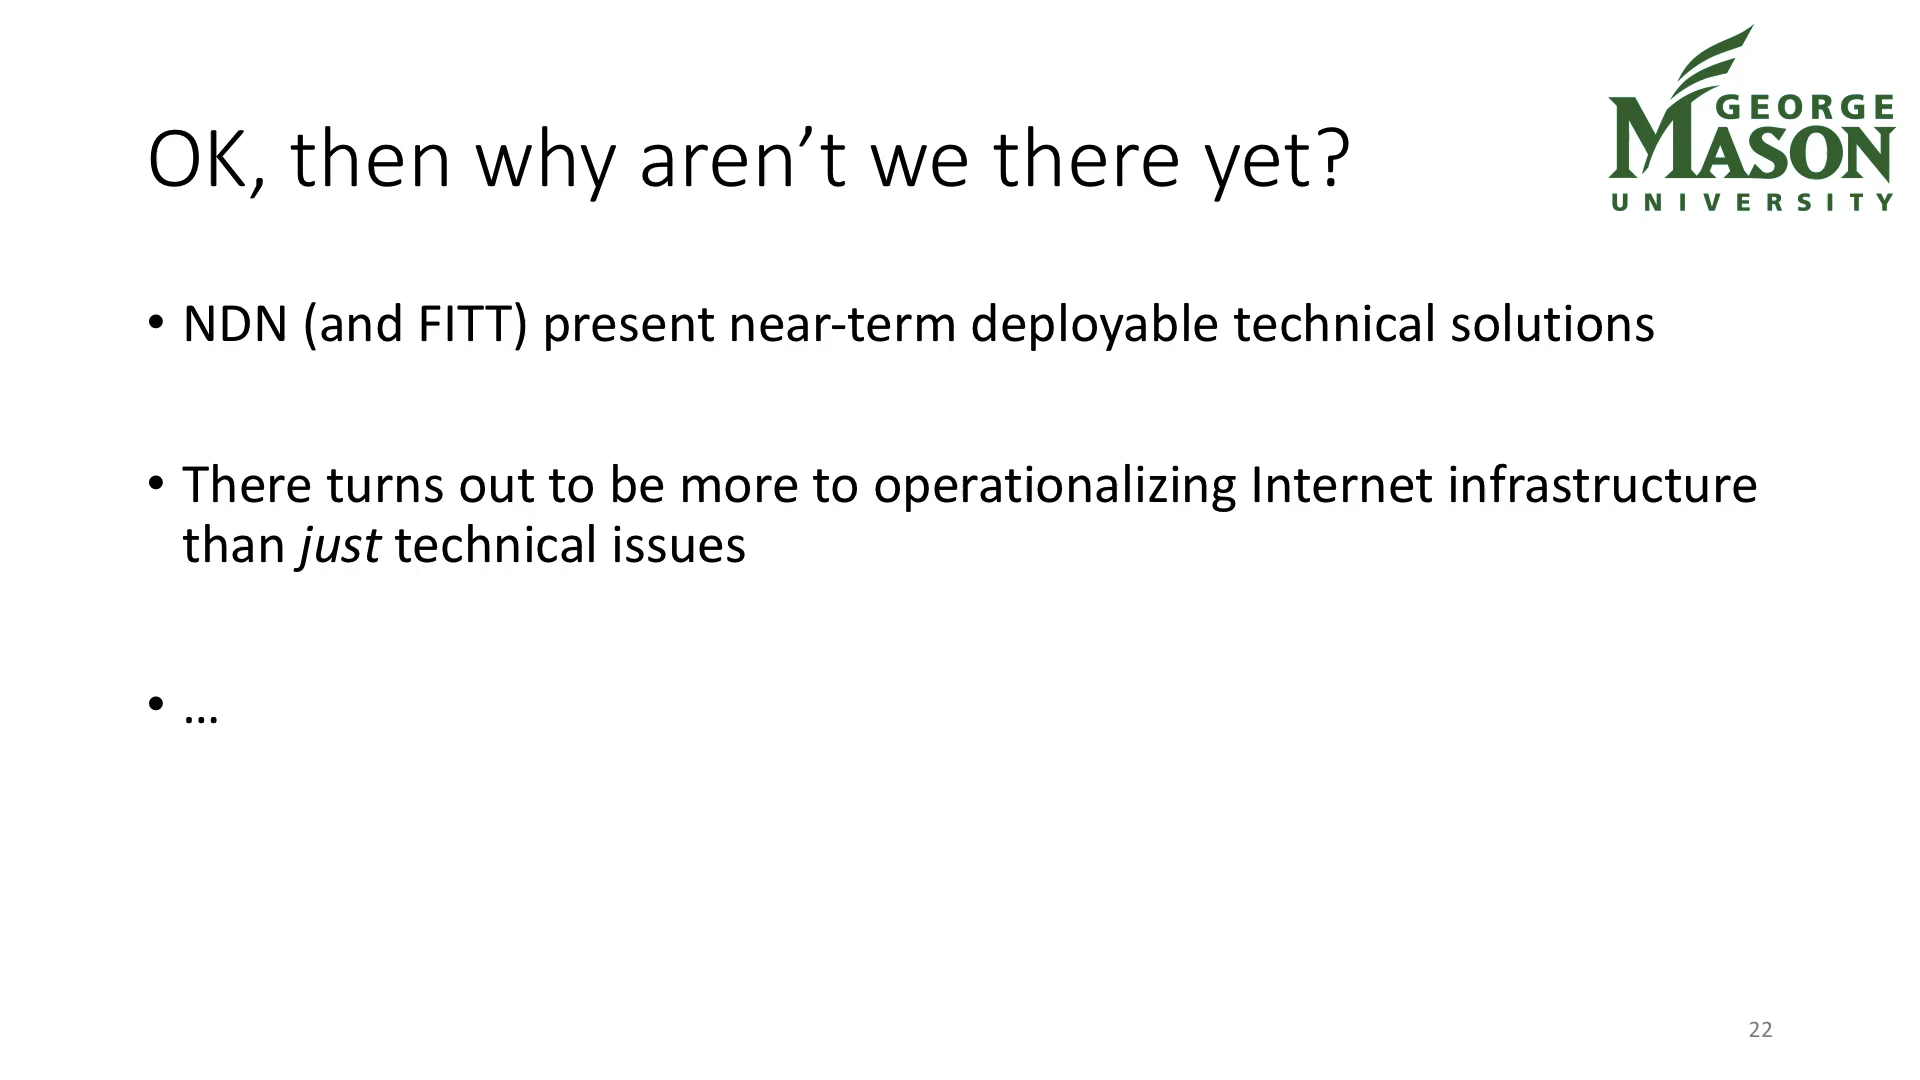 GEORGE
MASON
UNIVERSITY
OK, then why aren’t we there yet?
• NDN (and FITT) present near-term deployable technical solutions
• There turns out to be more to operationalizing Internet infrastructure
than just technical issues
• …
22